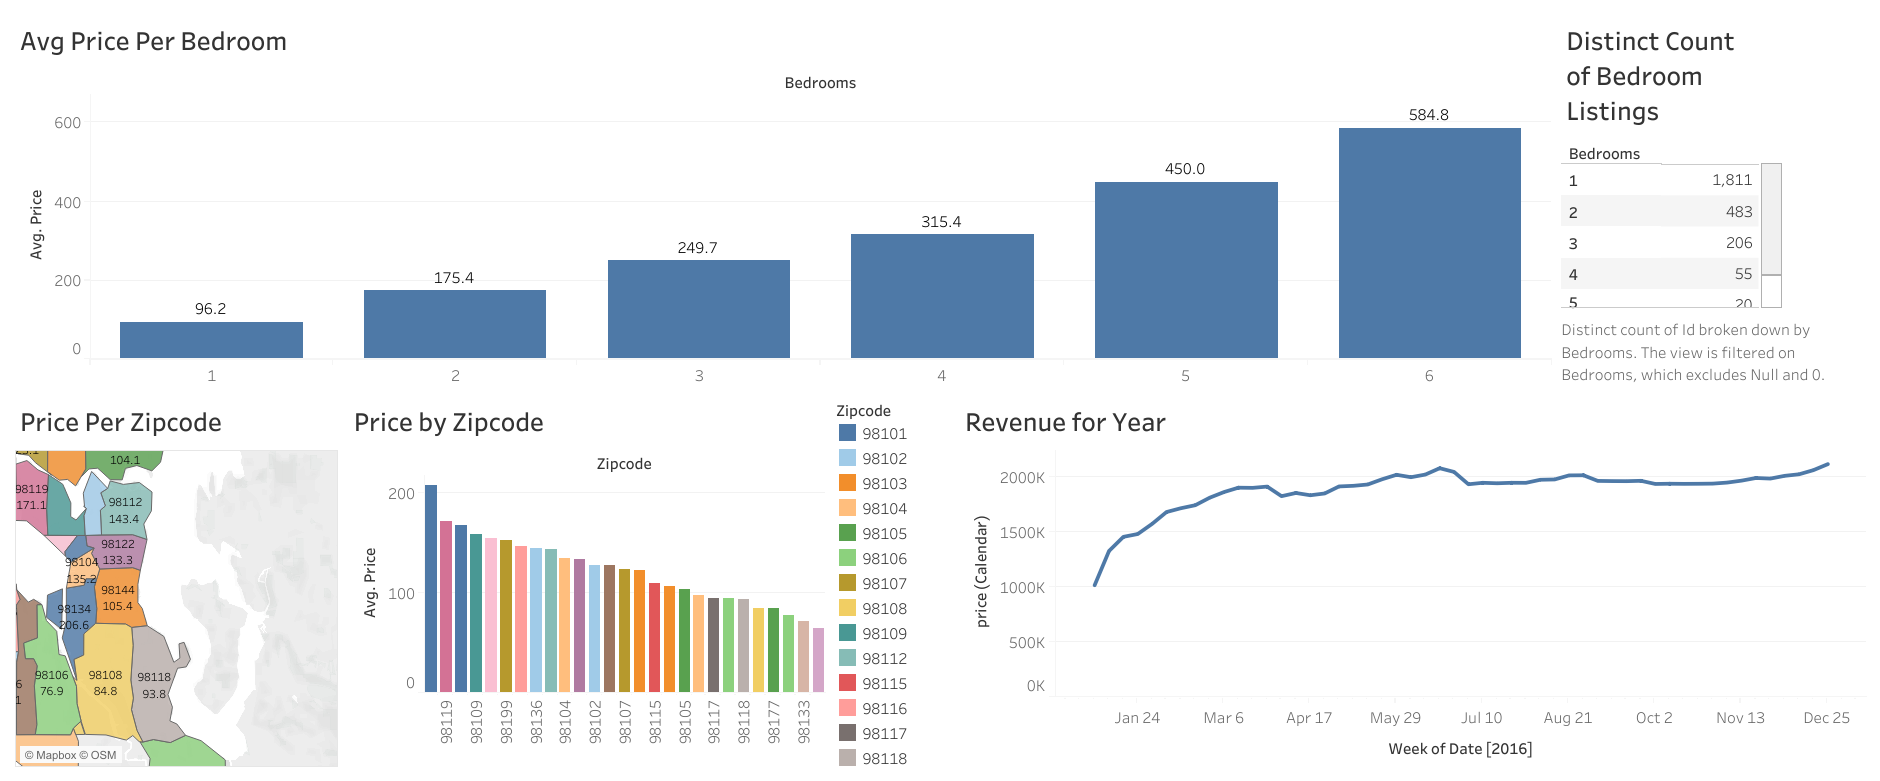 Avg Price Per Bedroom
Bedrooms
Avg. Price
600
400
200
0
96.2
175.4
249.7
315.4
450.0
584.8
1
2
3
4
5
6
Distinct Count
of Bedroom
Listings
Bedrooms
1 1,811
2 483
3 206
4 55
5 20
Distinct count of Id broken down by
Bedrooms. The view is filtered on
Bedrooms, which excludes Null and 0.
Price Per Zipcode
104.1
98119
171.1
98112
143.4
98122
133.3
98104
135.2
98144
105.4
98134
206.6
98106
76.9
98108
84.8
98118
93.8
6
1
© Mapbox © OSM
Price by Zipcode
Zipcode
Avg. Price
200
100
0
98119
98109
98199
98136
98104
98102
98107
98115
98105
98117
98118
98177
98133
Zipcode
98101
98102
98103
98104
98105
98106
98107
98108
98109
98112
98115
98116
98117
98118
Revenue for Year
price (Calendar)
2000K
1500K
1000K
500K
0K
Jan 24
Mar 6
Apr 17
May 29
Jul 10
Aug 21
Oct 2
Nov 13
Dec 25
Week of Date [2016]